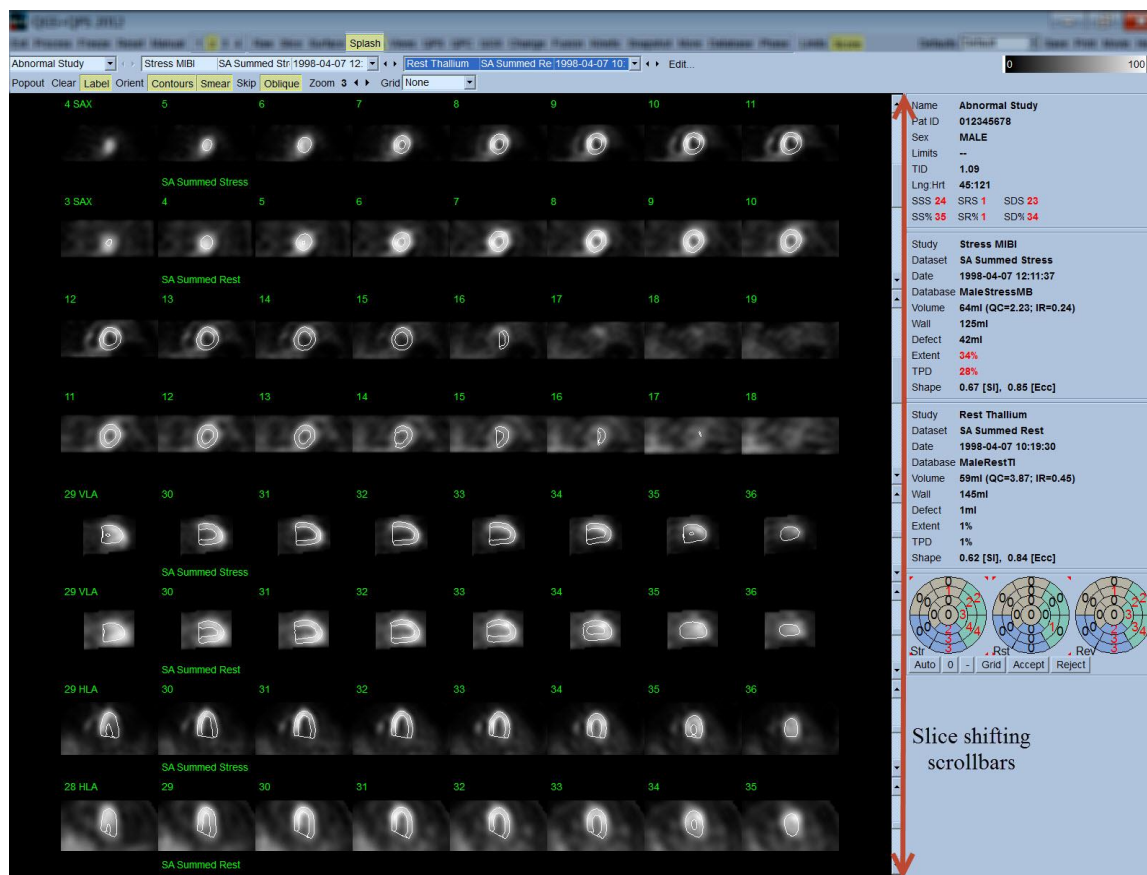 QGS+QPS 2012
Splash
Abnormal Study Stress MIBI SA Summed Str 1998-04-07 12: Rest Thallium SA Summed Re 1998-04-07 10: Edit...
0 100
Popout Clear Label Orient Contours Smear Skip Oblique Zoom 3 Grid None
4 SAX 5 6 7 8 9 10 11
SA Summed Stress
3 SAX 4 5 6 7 8 9 10
SA Summed Rest
12 13 14 15 16 17 18 19
11 12 13 14 15 16 17 18
29 VLA 30 31 32 33 34 35 36
SA Summed Stress
29 VLA 30 31 32 33 34 35 36
SA Summed Rest
29 HLA 30 31 32 33 34 35 36
SA Summed Stress
28 HLA 29 30 31 32 33 34 35
SA Summed Rest
Name Abnormal Study
Pat ID 012345678
Sex MALE
Limits --
TID 1.09
Lng:Hrt 45:121
SSS 24 SRS 1 SDS 23
SS% 35 SR% 1 SD% 34
Study Stress MIBI
Dataset SA Summed Stress
Date 1998-04-07 12:11:37
Database MaleStressMB
Volume 64ml (QC=2.23; IR=0.24)
Wall 125ml
Defect 42ml
Extent 34%
TPD 28%
Shape 0.67 [SI], 0.85 [Ecc]
Study Rest Thallium
Dataset SA Summed Rest
Date 1998-04-07 10:19:30
Database MaleRestTl
Volume 59ml (QC=3.87; IR=0.45)
Wall 145ml
Defect 1ml
Extent 1%
TPD 1%
Shape 0.62 [SI], 0.84 [Ecc]
Str Rst Rev
Auto 0 - Grid Accept Reject
Slice shifting
scrollbars